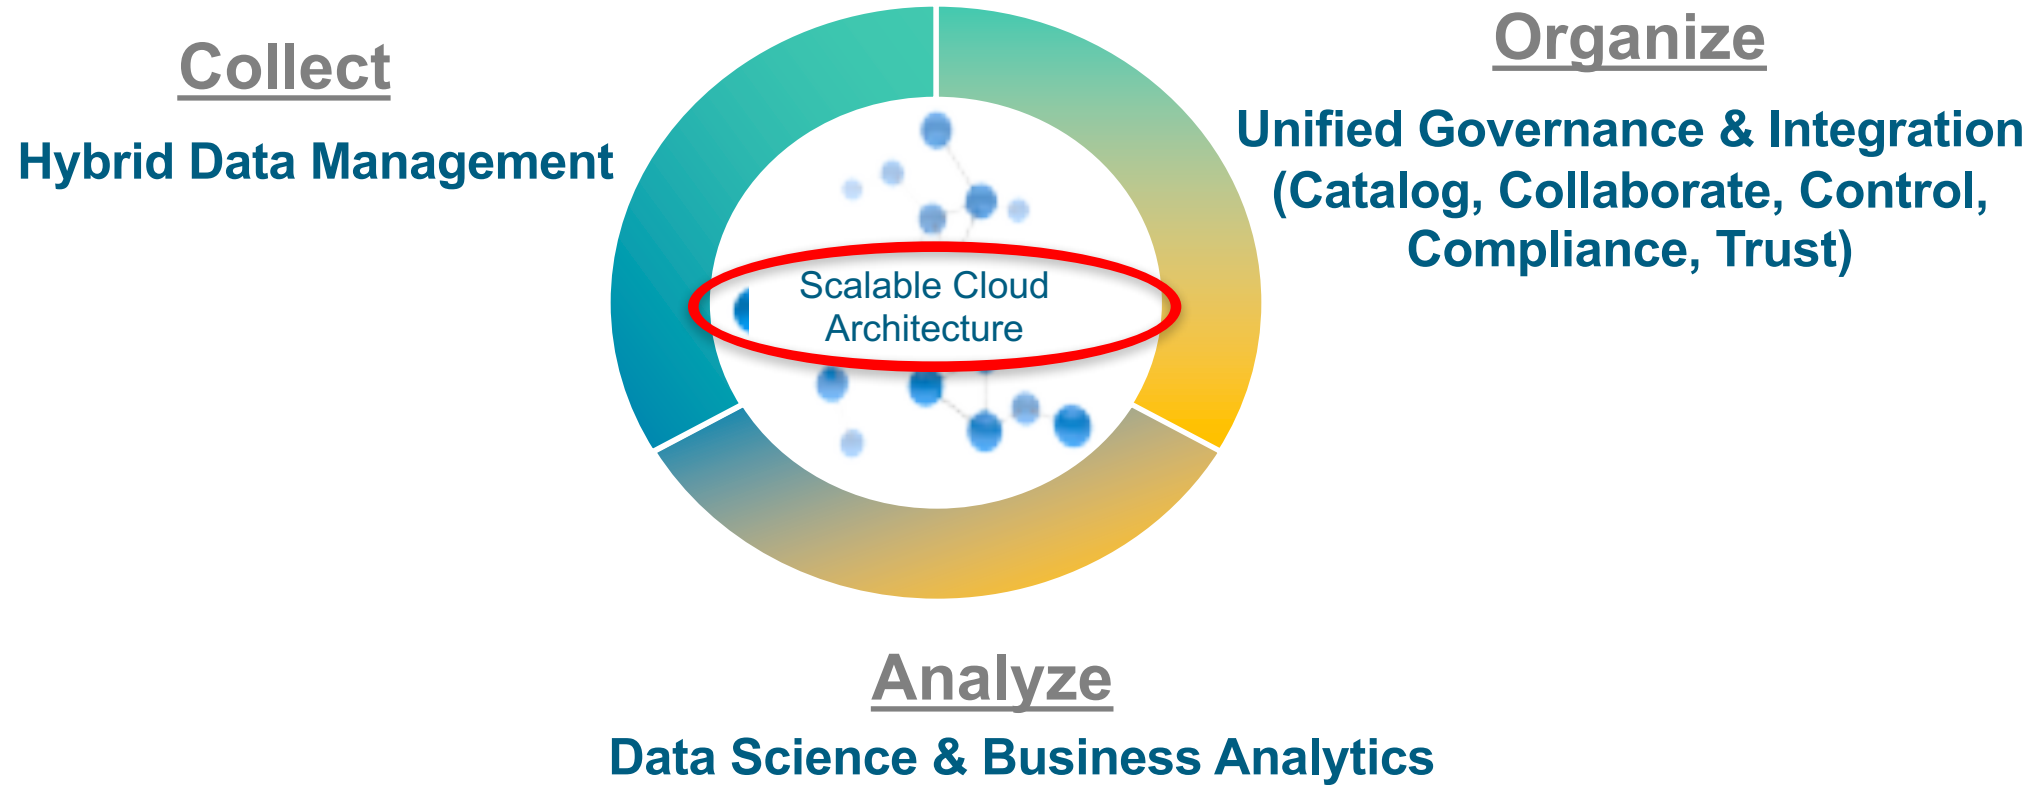 Collect
Hybrid Data Management
Organize
Unified Governance & Integration
(Catalog, Collaborate, Control,
Compliance, Trust)
Scalable Cloud
Architecture
Analyze
Data Science & Business Analytics